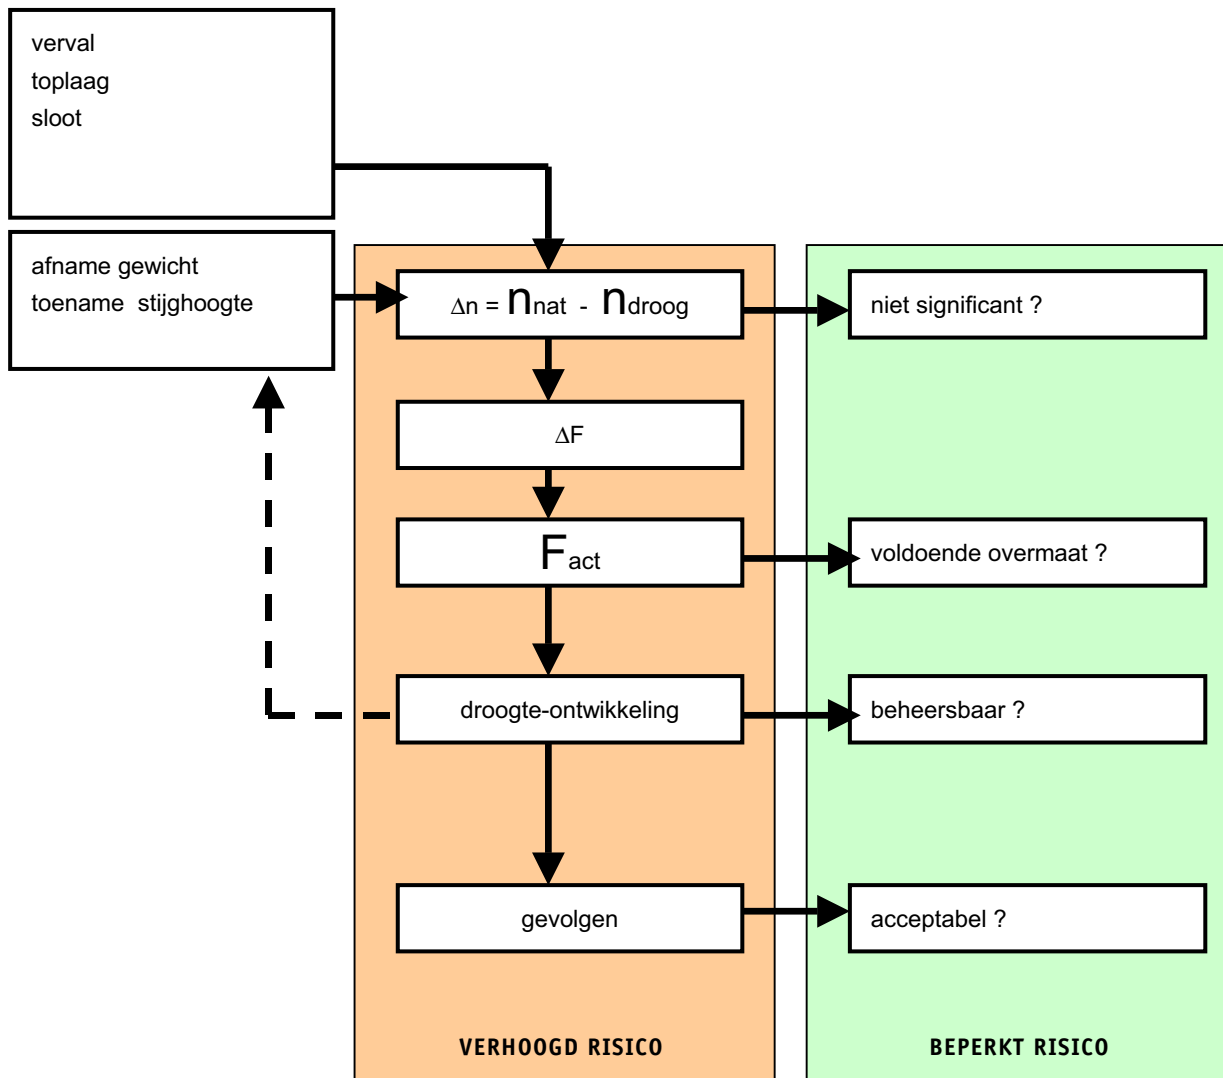 verval
toplaag
sloot
afname gewicht
toename stijghoogte
Δn = nnat - ndroog
niet significant ?
ΔF
Fact
voldoende overmaat ?
droogte-ontwikkeling
beheersbaar ?
gevolgen
acceptabel ?
VERHOOGD RISICO
BEPERKT RISICO